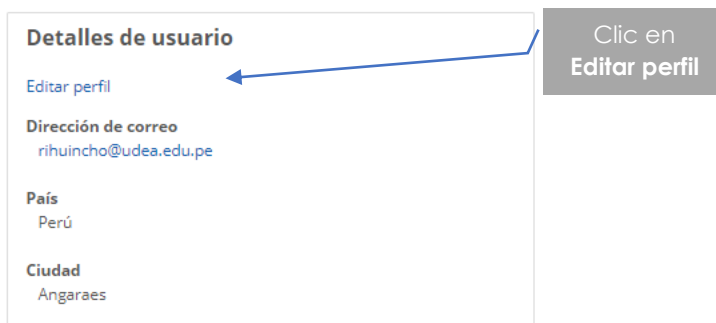 Detalles de usuario
Editar perfil
Dirección de correo
rihuincho@udea.edu.pe
País
Perú
Ciudad
Angaraes
Clic en
Editar perfil